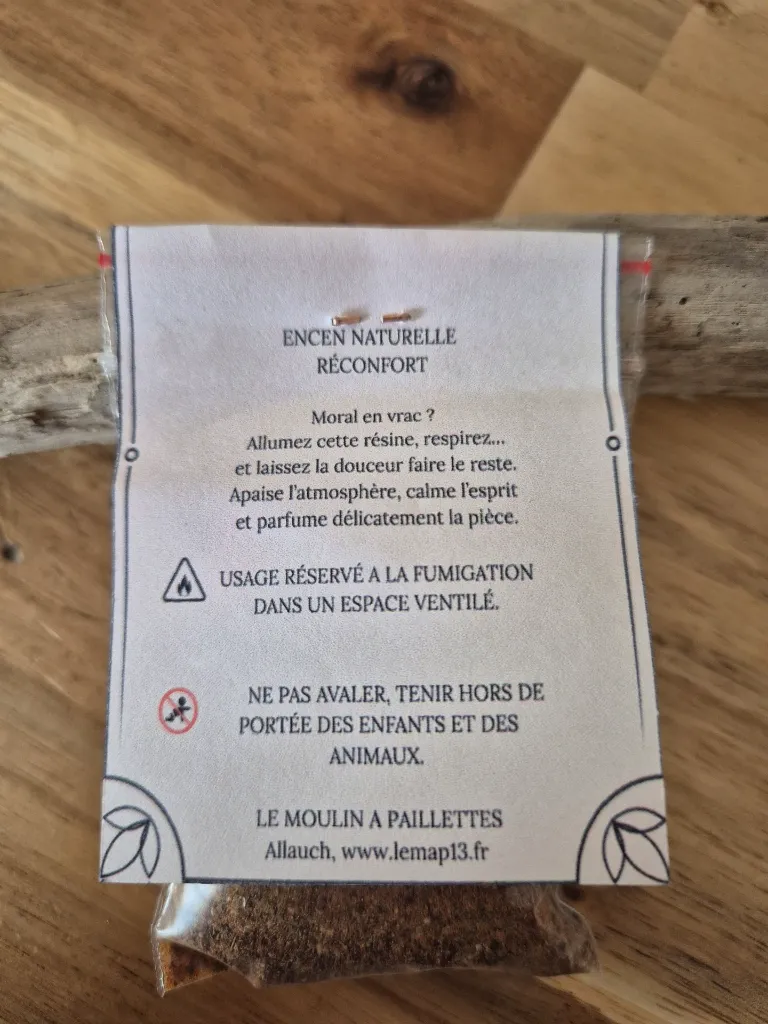 ENCEN NATURELLE
RÉCONFORT
Moral en vrac ?
Allumez cette résine, respirez...
et laissez la douceur faire le reste.
Apaise l'atmosphère, calme l'esprit
et parfume délicatement la pièce.
USAGE RÉSERVÉ A LA FUMIGATION
DANS UN ESPACE VENTILÉ.
NE PAS AVALER, TENIR HORS DE
PORTÉE DES ENFANTS ET DES
ANIMAUX.
LE MOULIN A PAILLETTES
Allauch, www.lemap13.fr